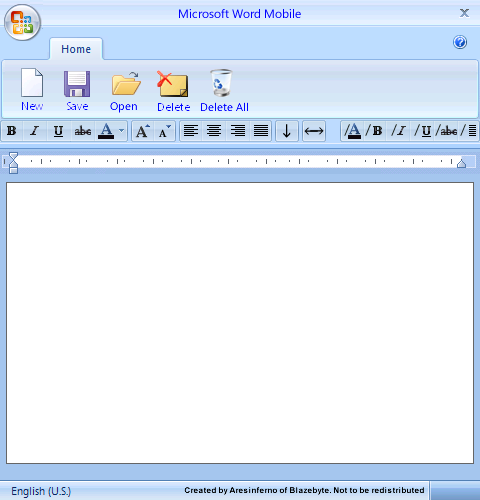 Microsoft Word Mobile
Home
New Save Open Delete Delete All
B I U abc A A A /A /B /I /U /abc /
English (U.S.) Created by Aresinferno of Blazebyte. Not to be redistributed